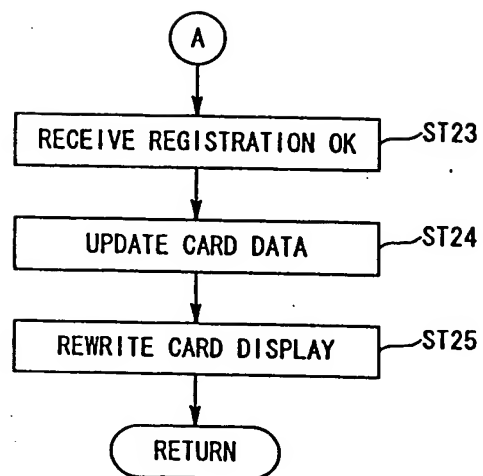 A
RECEIVE REGISTRATION OK ST23
UPDATE CARD DATA ST24
REWRITE CARD DISPLAY ST25
RETURN